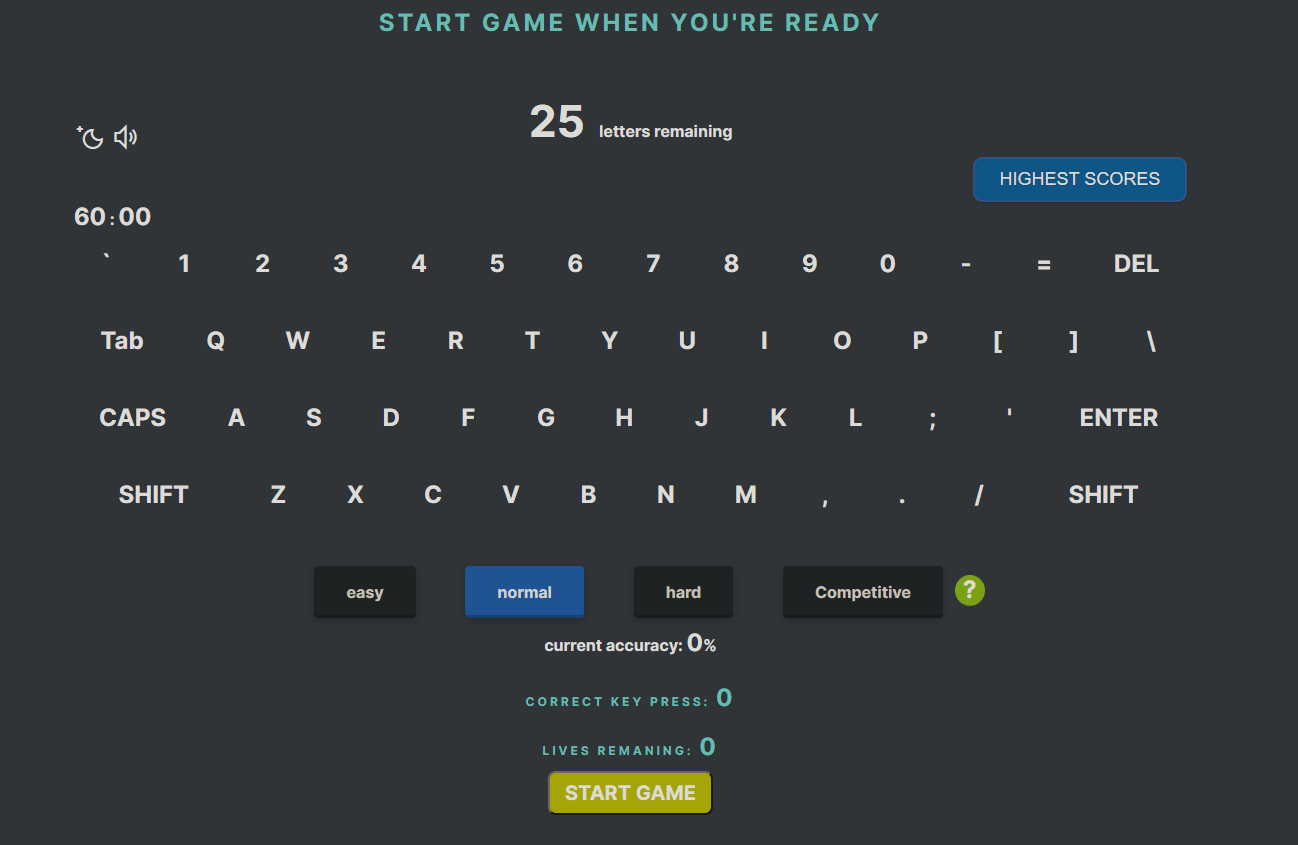 START GAME WHEN YOU'RE READY
25 letters remaining
HIGHEST SCORES
60:00
` 1 2 3 4 5 6 7 8 9 0 - = DEL
Tab Q W E R T Y U I O P [ ] \
CAPS A S D F G H J K L ; ' ENTER
SHIFT Z X C V B N M , . / SHIFT
easy normal hard Competitive ?
current accuracy: 0%
CORRECT KEY PRESS: 0
LIVES REMANING: 0
START GAME